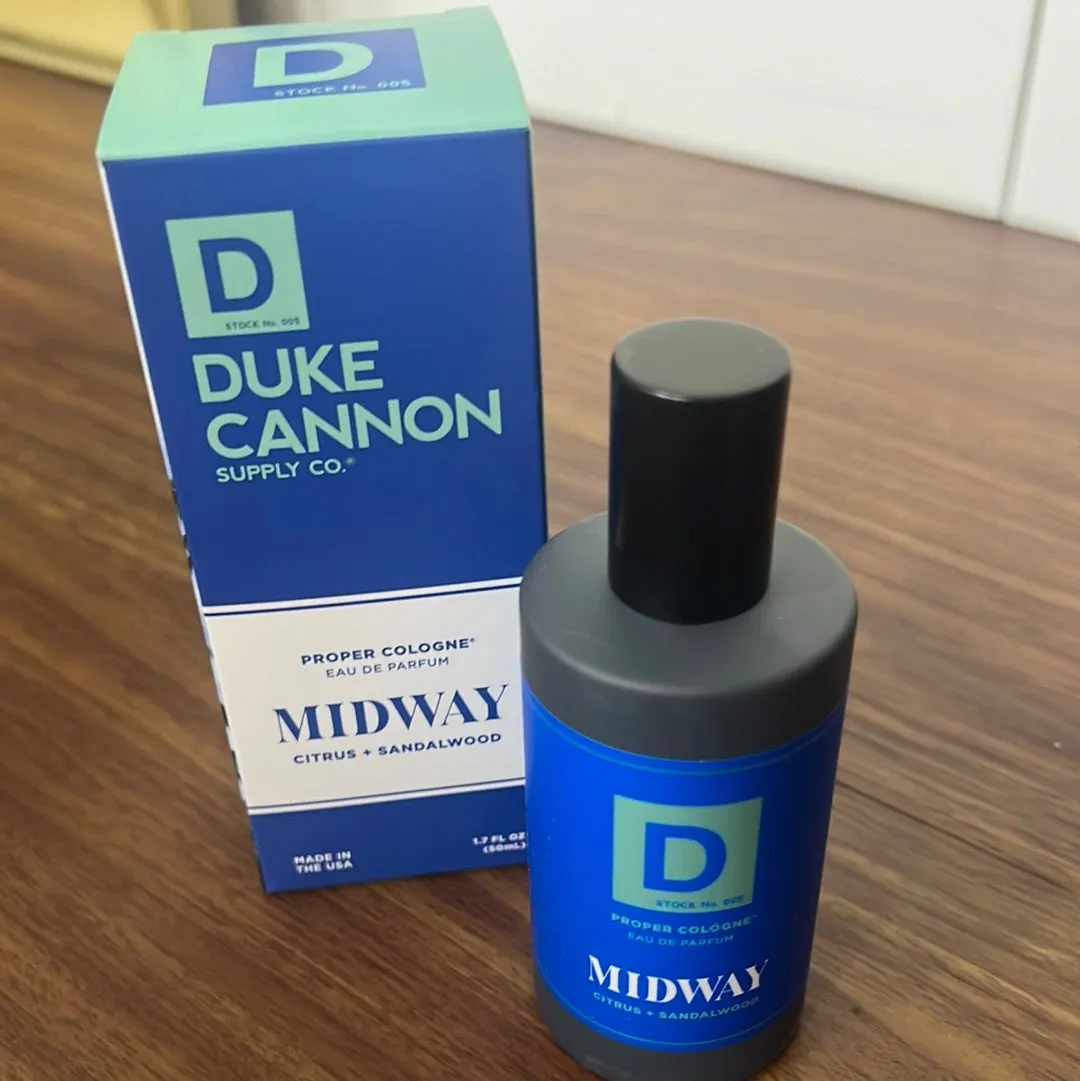 D
STOCK No. 005
D
STOCK No. 005
DUKE
CANNON
SUPPLY CO.®
PROPER COLOGNE®
EAU DE PARFUM
MIDWAY
CITRUS + SANDALWOOD
MADE IN
THE USA
1.7 FL OZ
(50mL)
D
STOCK No. 005
PROPER COLOGNE™
EAU DE PARFUM
MIDWAY
CITRUS + SANDALWOOD